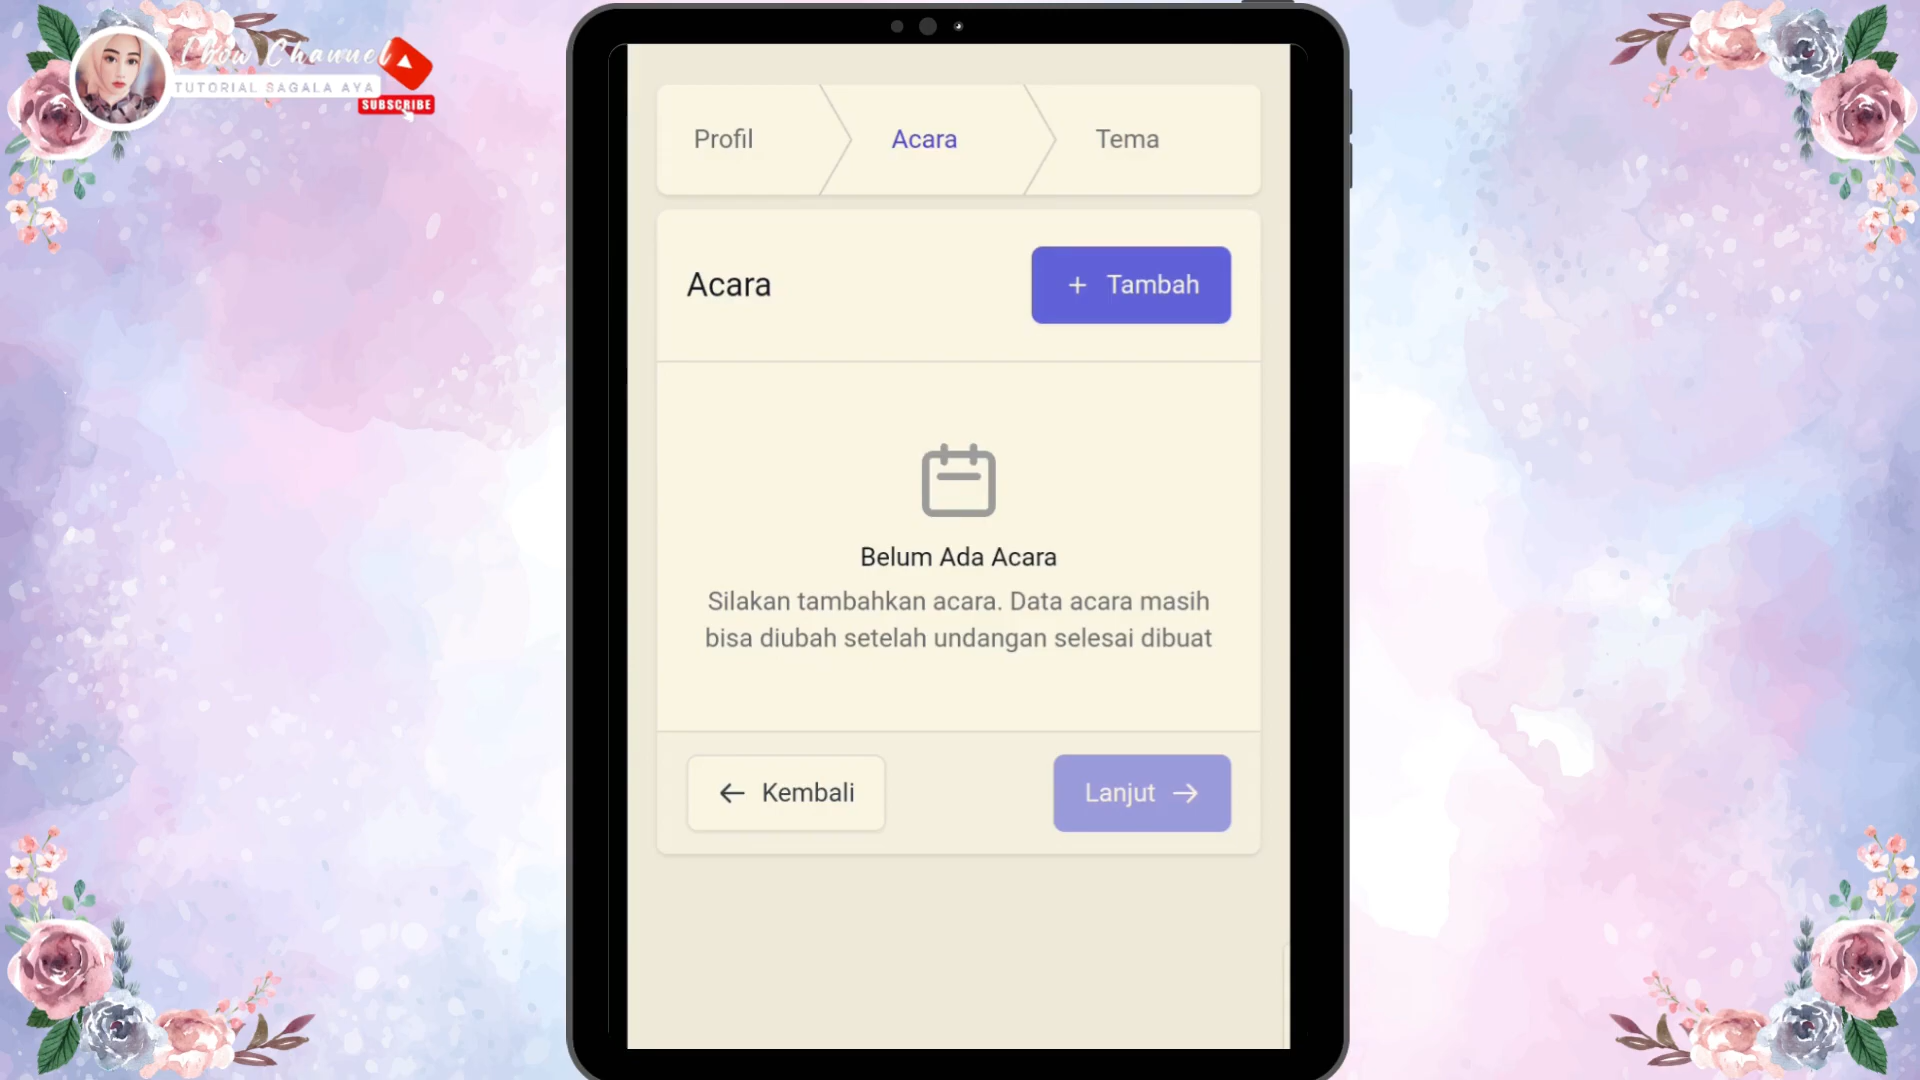 Ibow Channel
TUTORIAL SAGALA AYA
SUBSCRIBE
Profil
Acara
Tema
Acara
+ Tambah
Belum Ada Acara
Silakan tambahkan acara. Data acara masih
bisa diubah setelah undangan selesai dibuat
← Kembali
Lanjut →